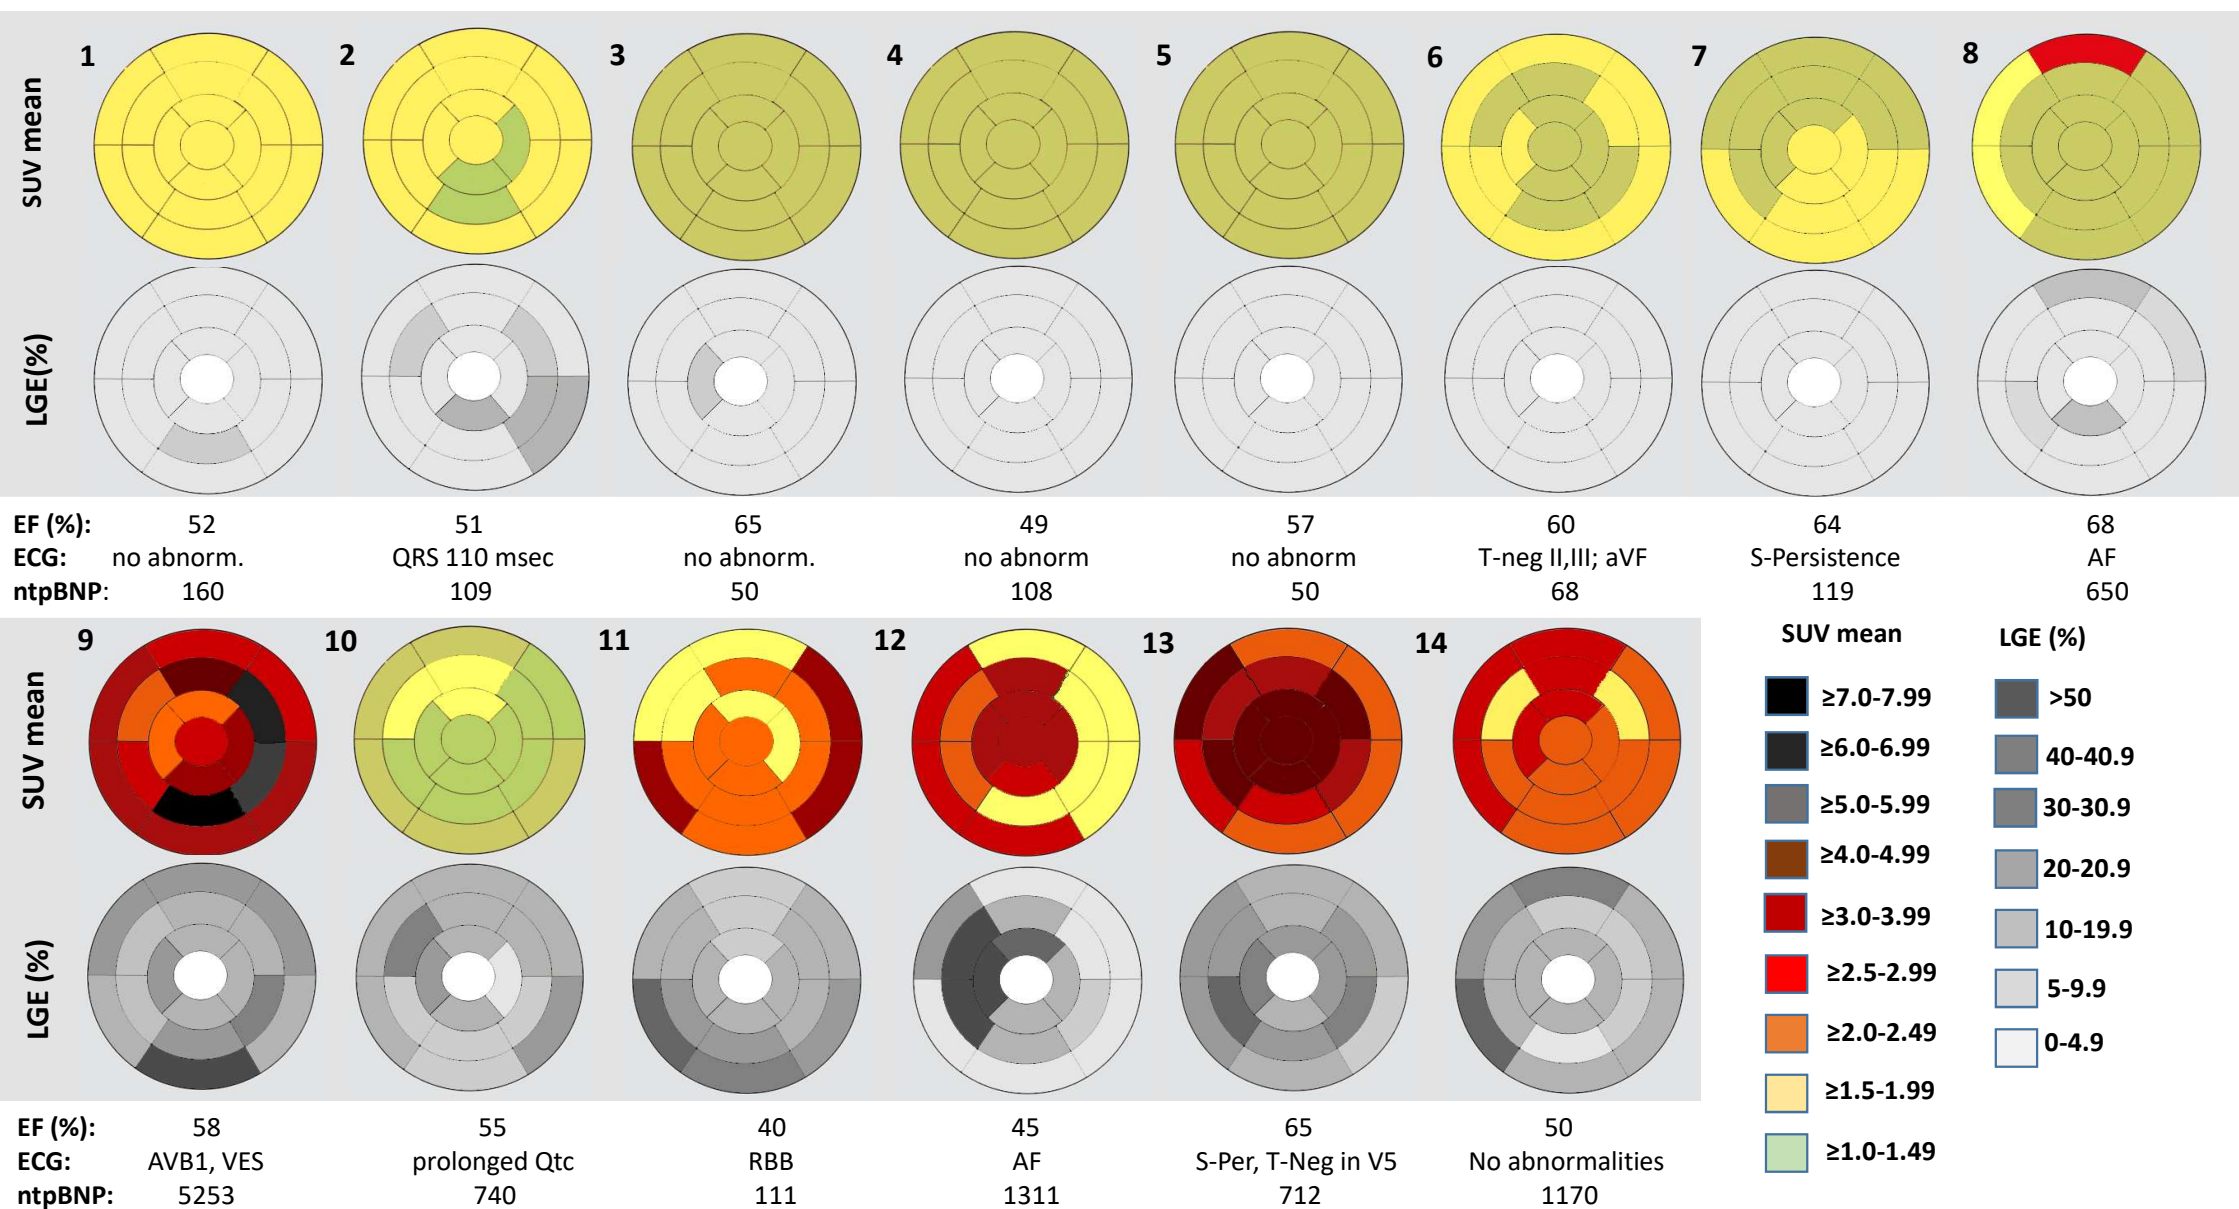 1 2 3 4 5 6 7 8
SUV mean
LGE(%)
EF (%): 52 51 65 49 57 60 64 68
ECG: no abnorm. QRS 110 msec no abnorm. no abnorm no abnorm T-neg II,III; aVF S-Persistence AF
ntpBNP: 160 109 50 108 50 68 119 650
9 10 11 12 13 14
SUV mean
LGE (%)
EF (%): 58 55 40 45 65 50
ECG: AVB1, VES prolonged Qtc RBB AF S-Per, T-Neg in V5 No abnormalities
ntpBNP: 5253 740 111 1311 712 1170
SUV mean
≥7.0-7.99
≥6.0-6.99
≥5.0-5.99
≥4.0-4.99
≥3.0-3.99
≥2.5-2.99
≥2.0-2.49
≥1.5-1.99
≥1.0-1.49
LGE (%)
>50
40-40.9
30-30.9
20-20.9
10-19.9
5-9.9
0-4.9